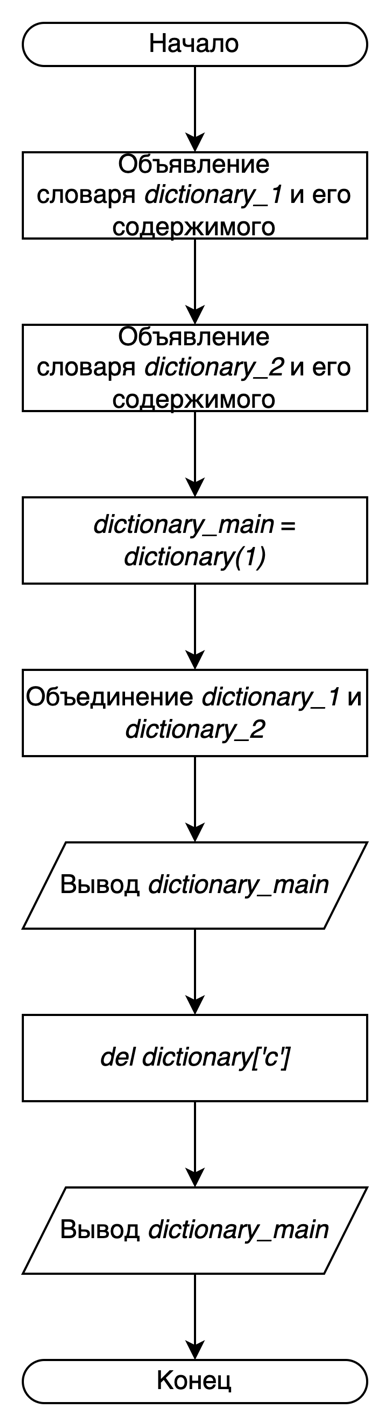 Начало
Объявление
словаря dictionary_1 и его
содержимого
Объявление
словаря dictionary_2 и его
содержимого
dictionary_main =
dictionary(1)
Объединение dictionary_1 и
dictionary_2
Вывод dictionary_main
del dictionary['c']
Вывод dictionary_main
Конец